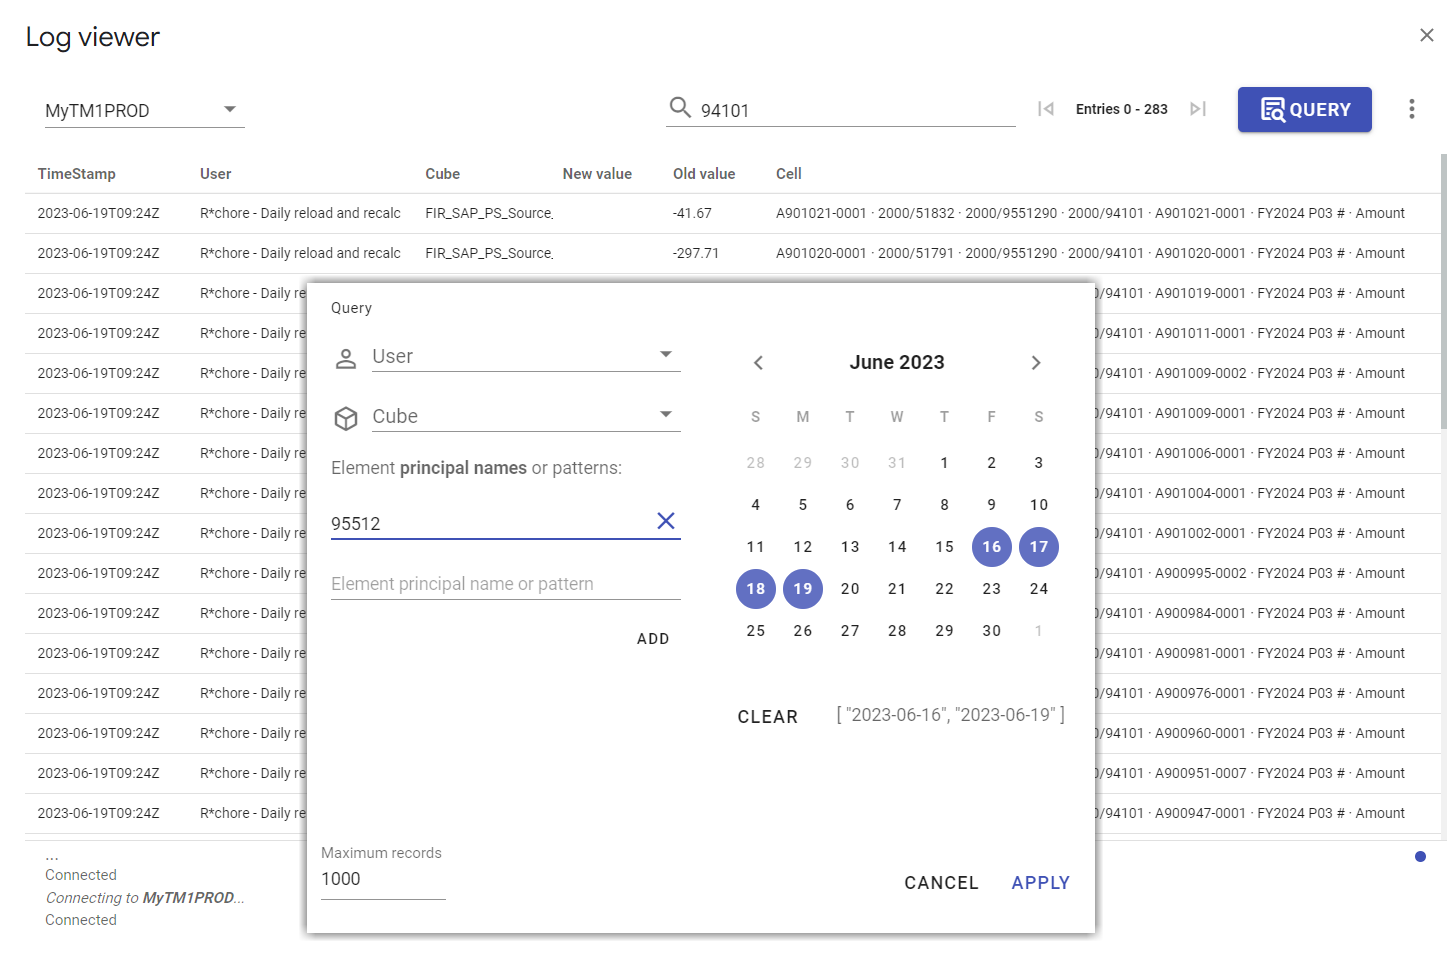 Log viewer
MyTM1PROD
94101
Entries 0 - 283
QUERY
TimeStamp User Cube New value Old value Cell
2023-06-19T09:24Z R*chore - Daily reload and recalc FIR_SAP_PS_Source_ -41.67 A901021-0001 · 2000/51832 · 2000/9551290 · 2000/94101 · A901021-0001 · FY2024 P03 # · Amount
2023-06-19T09:24Z R*chore - Daily reload and recalc FIR_SAP_PS_Source_ -297.71 A901020-0001 · 2000/51791 · 2000/9551290 · 2000/94101 · A901020-0001 · FY2024 P03 # · Amount
2023-06-19T09:24Z R*chore - Daily re 0/94101 · A901019-0001 · FY2024 P03 # · Amount
2023-06-19T09:24Z R*chore - Daily re 0/94101 · A901011-0001 · FY2024 P03 # · Amount
2023-06-19T09:24Z R*chore - Daily re 0/94101 · A901009-0002 · FY2024 P03 # · Amount
2023-06-19T09:24Z R*chore - Daily re 0/94101 · A901009-0001 · FY2024 P03 # · Amount
2023-06-19T09:24Z R*chore - Daily re 0/94101 · A901006-0001 · FY2024 P03 # · Amount
2023-06-19T09:24Z R*chore - Daily re 0/94101 · A901004-0001 · FY2024 P03 # · Amount
2023-06-19T09:24Z R*chore - Daily re 0/94101 · A901002-0001 · FY2024 P03 # · Amount
2023-06-19T09:24Z R*chore - Daily re 0/94101 · A900995-0002 · FY2024 P03 # · Amount
2023-06-19T09:24Z R*chore - Daily re 0/94101 · A900984-0001 · FY2024 P03 # · Amount
2023-06-19T09:24Z R*chore - Daily re 0/94101 · A900981-0001 · FY2024 P03 # · Amount
2023-06-19T09:24Z R*chore - Daily re 0/94101 · A900976-0001 · FY2024 P03 # · Amount
2023-06-19T09:24Z R*chore - Daily re 0/94101 · A900960-0001 · FY2024 P03 # · Amount
2023-06-19T09:24Z R*chore - Daily re 0/94101 · A900951-0007 · FY2024 P03 # · Amount
2023-06-19T09:24Z R*chore - Daily re 0/94101 · A900947-0001 · FY2024 P03 # · Amount
Query
User
Cube
Element principal names or patterns:
95512
Element principal name or pattern
ADD
June 2023
S M T W T F S
28 29 30 31 1 2 3
4 5 6 7 8 9 10
11 12 13 14 15 16 17
18 19 20 21 22 23 24
25 26 27 28 29 30 1
CLEAR
[ "2023-06-16", "2023-06-19" ]
Maximum records
1000
CANCEL
APPLY
...
Connected
Connecting to MyTM1PROD...
Connected